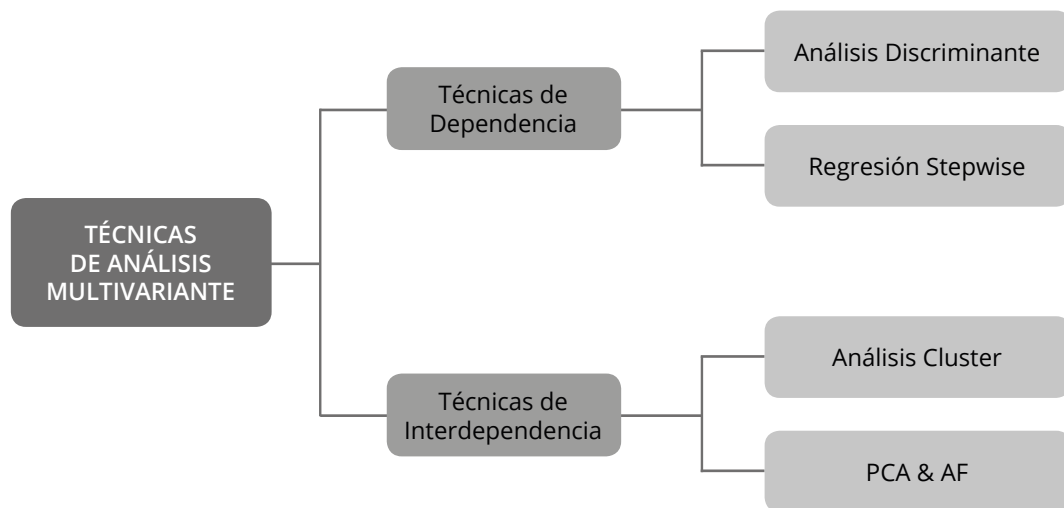 TÉCNICAS
DE ANÁLISIS
MULTIVARIANTE
Técnicas de
Dependencia
Análisis Discriminante
Regresión Stepwise
Técnicas de
Interdependencia
Análisis Cluster
PCA & AF